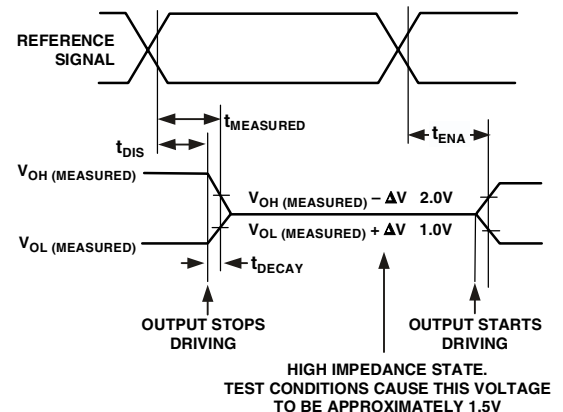 REFERENCE
SIGNAL
tMEASURED
tDIS
tENA
VOH (MEASURED)
VOH (MEASURED) – ΔV 2.0V
VOL (MEASURED) + ΔV 1.0V
VOL (MEASURED)
tDECAY
OUTPUT STOPS
DRIVING
OUTPUT STARTS
DRIVING
HIGH IMPEDANCE STATE.
TEST CONDITIONS CAUSE THIS VOLTAGE
TO BE APPROXIMATELY 1.5V